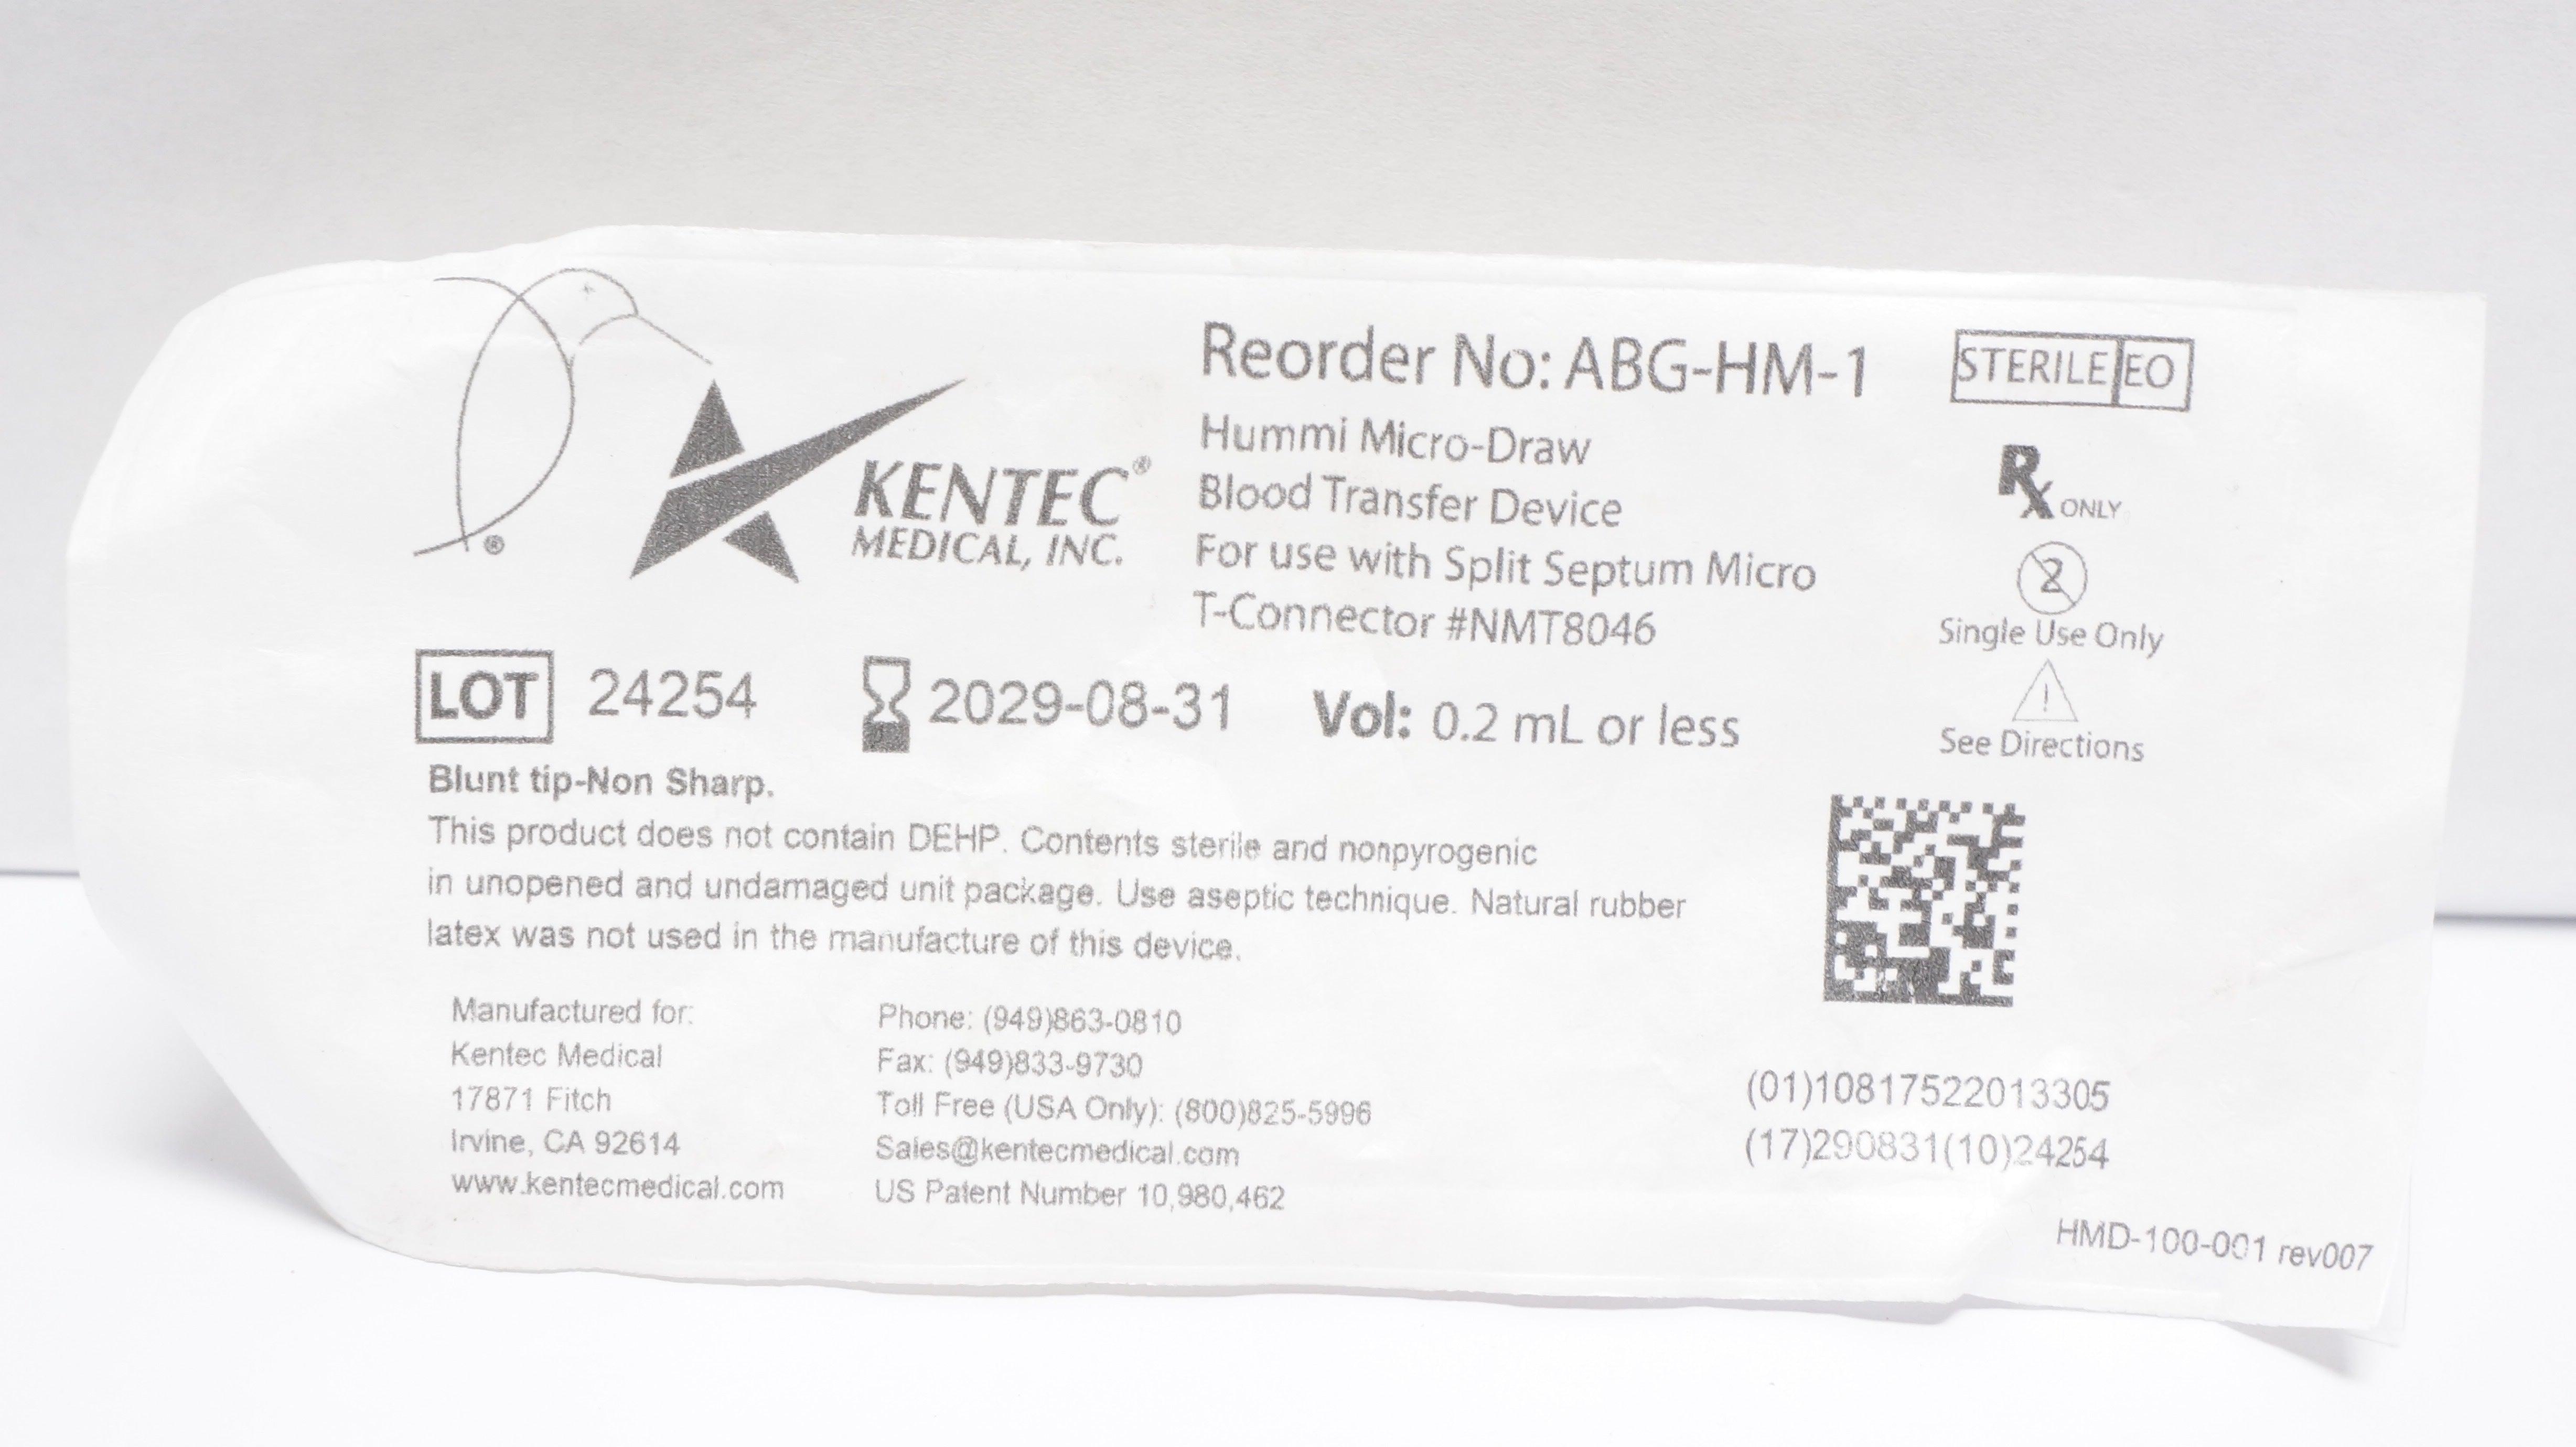 ®
KENTEC®
MEDICAL, INC.
Reorder No: ABG-HM-1
Hummi Micro-Draw
Blood Transfer Device
For use with Split Septum Micro
T-Connector #NMT8046
STERILE EO
Rx ONLY
2
Single Use Only
!
See Directions
LOT 24254 2029-08-31 Vol: 0.2 mL or less
Blunt tip-Non Sharp.
This product does not contain DEHP. Contents sterile and nonpyrogenic
in unopened and undamaged unit package. Use aseptic technique. Natural rubber
latex was not used in the manufacture of this device.
Manufactured for:
Kentec Medical
17871 Fitch
Irvine, CA 92614
www.kentecmedical.com
Phone: (949)863-0810
Fax: (949)833-9730
Toll Free (USA Only): (800)825-5996
Sales@kentecmedical.com
US Patent Number 10,980,462
(01)10817522013305
(17)290831(10)24254
HMD-100-001 rev007